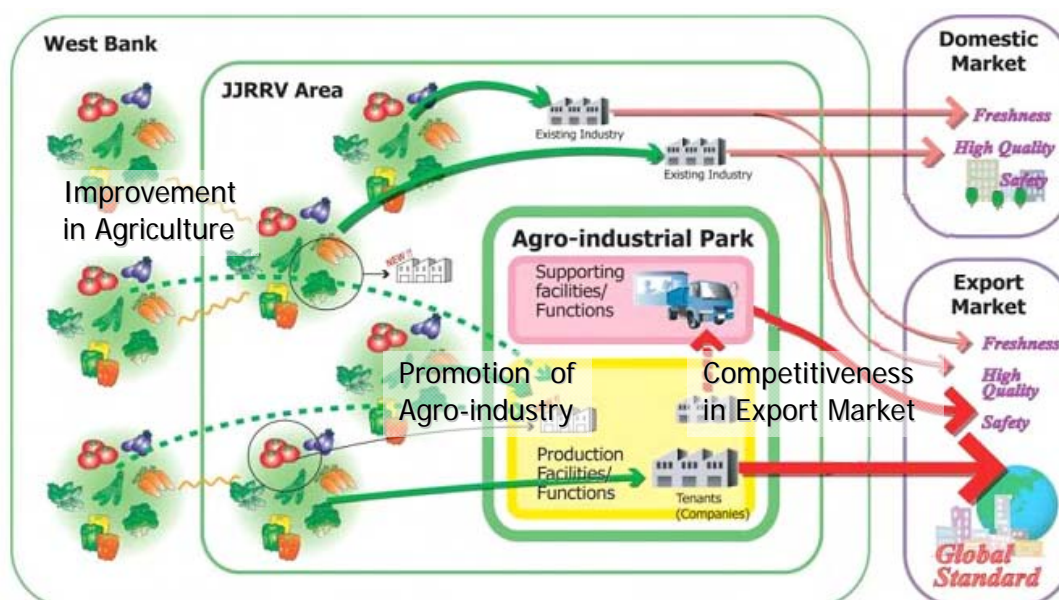 West Bank
JJRRV Area
Improvement
in Agriculture
Existing Industry
Existing Industry
NEW!!
Agro-industrial Park
Supporting
facilities/
Functions
Promotion of
Agro-industry
Competitiveness
in Export Market
Production
Facilities/
Functions
Tenants
(Companies)
Domestic
Market
Freshness
High Quality
Safety
Export
Market
Freshness
High
Quality
Safety
Global
Standard